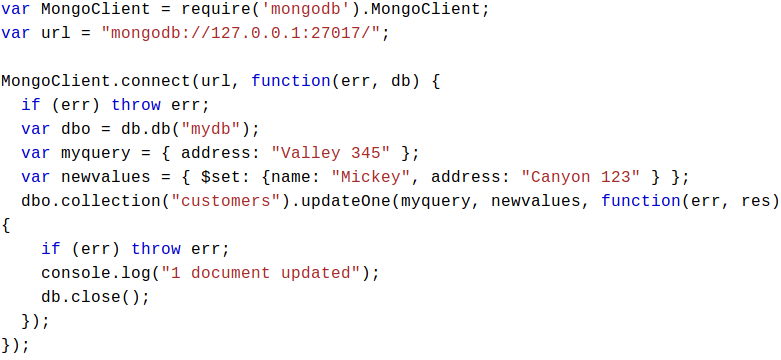 var MongoClient = require('mongodb').MongoClient;
var url = "mongodb://127.0.0.1:27017/";

MongoClient.connect(url, function(err, db) {
  if (err) throw err;
  var dbo = db.db("mydb");
  var myquery = { address: "Valley 345" };
  var newvalues = { $set: {name: "Mickey", address: "Canyon 123" } };
  dbo.collection("customers").updateOne(myquery, newvalues, function(err, res)
{
    if (err) throw err;
    console.log("1 document updated");
    db.close();
  });
});